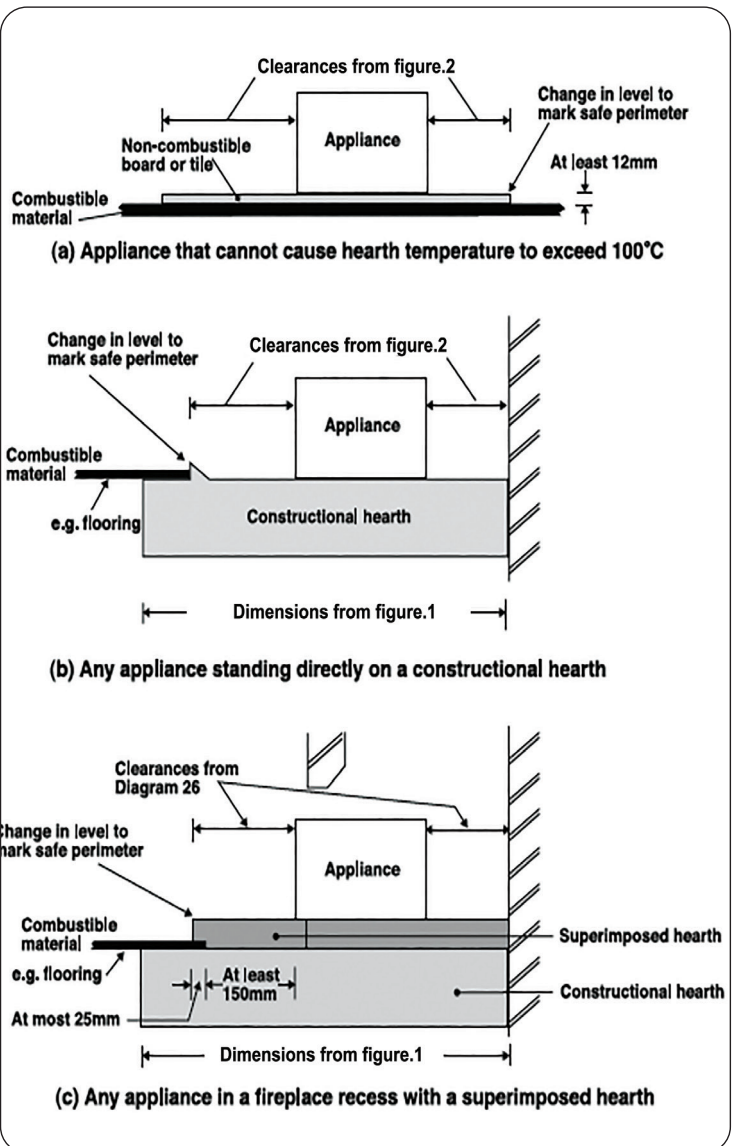 Clearances from figure.2
Change in level to
mark safe perimeter
Appliance
Non-combustible
board or tile
At least 12mm
Combustible
material
(a) Appliance that cannot cause hearth temperature to exceed 100°C
Change in level to
mark safe perimeter
Clearances from figure.2
Appliance
Combustible
material
e.g. flooring
Constructional hearth
Dimensions from figure.1
(b) Any appliance standing directly on a constructional hearth
Clearances from
Diagram 26
Change in level to
mark safe perimeter
Appliance
Combustible
material
Superimposed hearth
e.g. flooring
At least
150mm
Constructional hearth
At most 25mm
Dimensions from figure.1
(c) Any appliance in a fireplace recess with a superimposed hearth